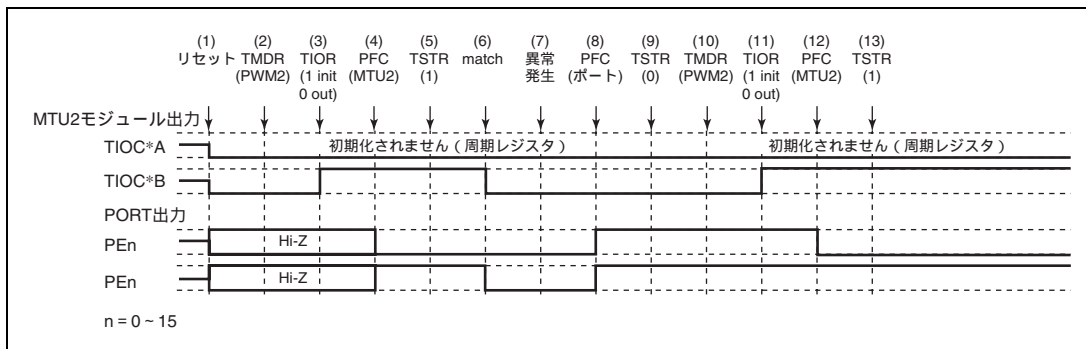 (1) (2) (3) (4) (5) (6) (7) (8) (9) (10) (11) (12) (13)
リセット TMDR TIOR PFC TSTR match 異常 PFC TSTR TMDR TIOR PFC TSTR
(PWM2) (1 init (MTU2) (1) 発生 (ポート) (0) (PWM2) (1 init (MTU2) (1)
0 out) 0 out)
MTU2モジュール出力
TIOC*A 初期化されません ( 周期レジスタ ) 初期化されません ( 周期レジスタ )
TIOC*B
PORT出力
PEn Hi-Z
PEn Hi-Z
n = 0 ~ 15